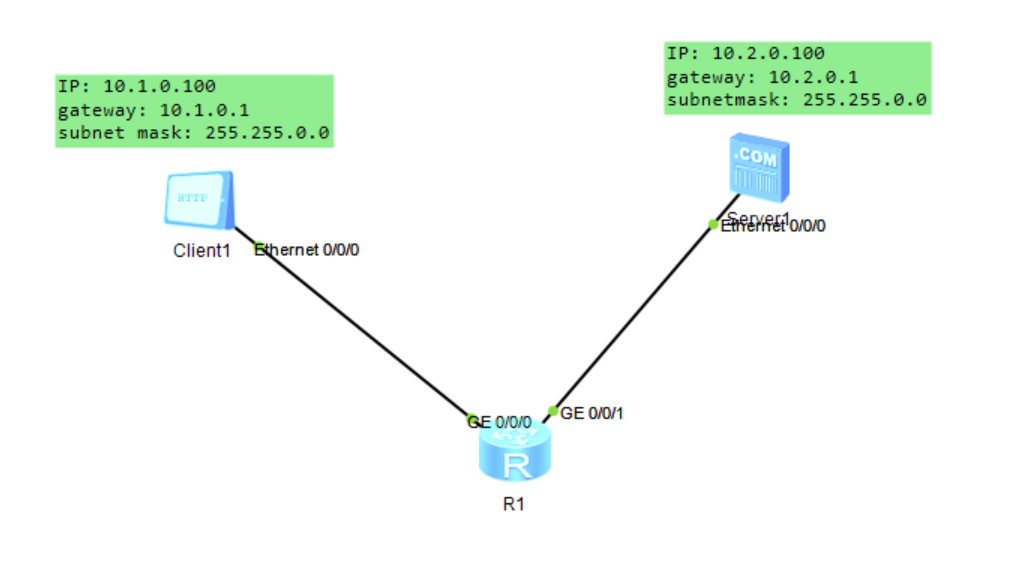 IP: 10.1.0.100
gateway: 10.1.0.1
subnet mask: 255.255.0.0
IP: 10.2.0.100
gateway: 10.2.0.1
subnetmask: 255.255.0.0
HTTP
Client1
Ethernet 0/0/0
.COM
Server1
Ethernet 0/0/0
GE 0/0/0
GE 0/0/1
R
R1